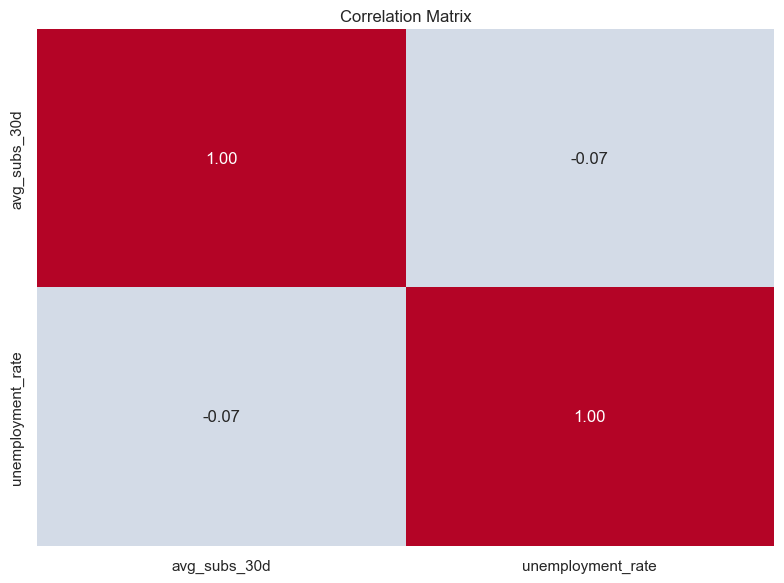 Correlation Matrix
avg_subs_30d
1.00
-0.07
unemployment_rate
-0.07
1.00
avg_subs_30d
unemployment_rate